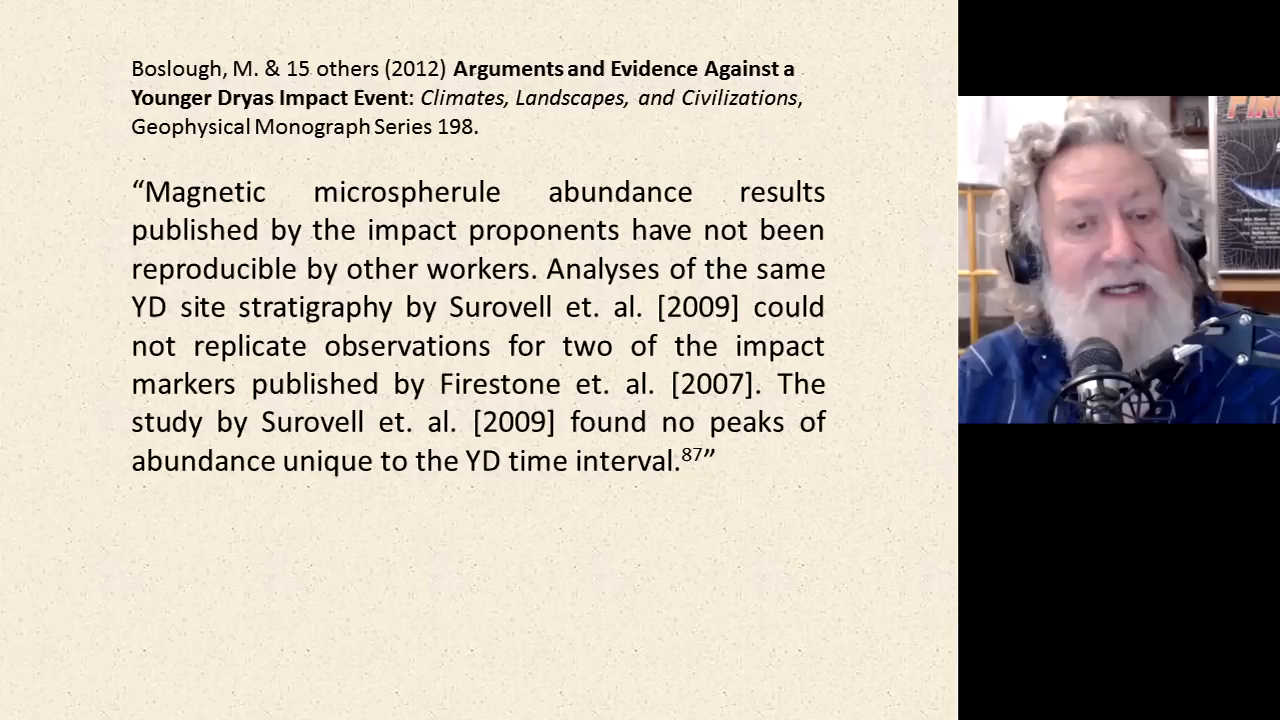 Boslough, M. & 15 others (2012) Arguments and Evidence Against a
Younger Dryas Impact Event: Climates, Landscapes, and Civilizations,
Geophysical Monograph Series 198.
“Magnetic microspherule abundance results
published by the impact proponents have not been
reproducible by other workers. Analyses of the same
YD site stratigraphy by Surovell et. al. [2009] could
not replicate observations for two of the impact
markers published by Firestone et. al. [2007]. The
study by Surovell et. al. [2009] found no peaks of
abundance unique to the YD time interval.87”